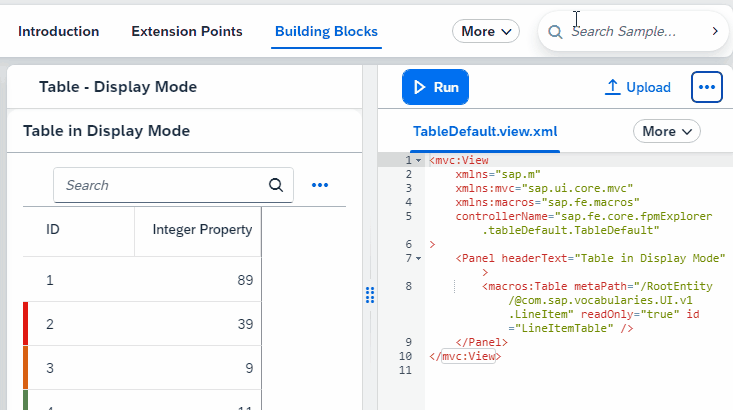 Introduction Extension Points Building Blocks More Search Sample...
Table - Display Mode
Run Upload
Table in Display Mode
TableDefault.view.xml More
Search
ID Integer Property
1 89
2 39
3 9
4 11
1 <mvc:View
2 xmlns="sap.m"
3 xmlns:mvc="sap.ui.core.mvc"
4 xmlns:macros="sap.fe.macros"
5 controllerName="sap.fe.core.fpmExplorer
.tableDefault.TableDefault"
6 >
7 <Panel headerText="Table in Display Mode"
>
8 <macros:Table metaPath="/RootEntity
/@com.sap.vocabularies.UI.v1
.LineItem" readOnly="true" id
="LineItemTable" />
9 </Panel>
10 </mvc:View>
11